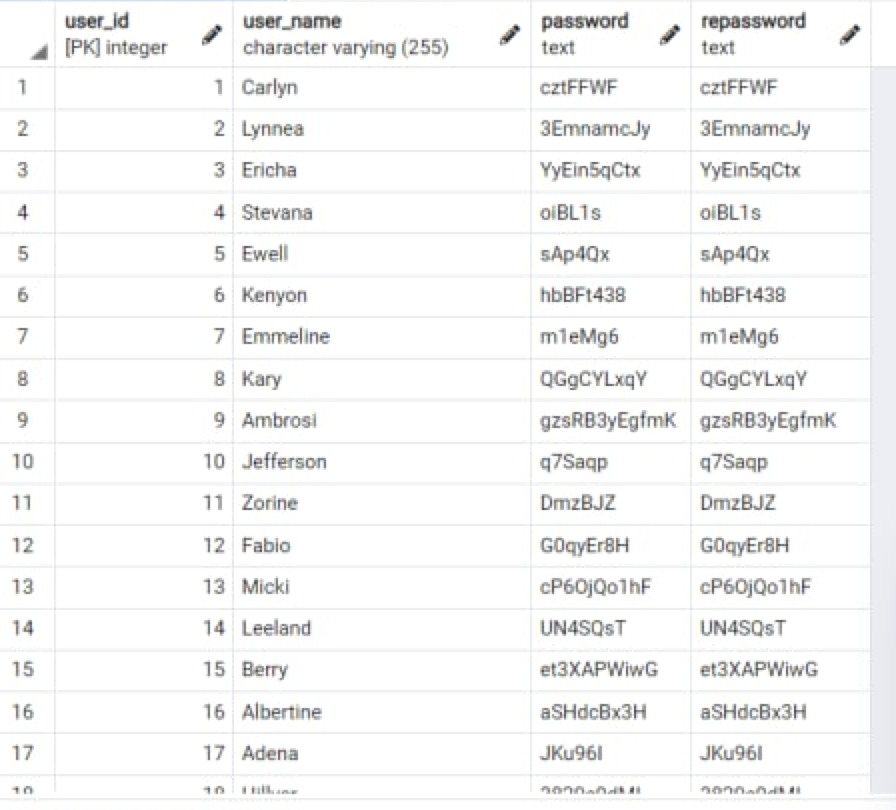 user_id user_name password repassword
[PK] integer character varying (255) text text
1 1 Carlyn cztFFWF cztFFWF
2 2 Lynnea 3EmnamcJy 3EmnamcJy
3 3 Ericha YyEin5qCtx YyEin5qCtx
4 4 Stevana oiBL1s oiBL1s
5 5 Ewell sAp4Qx sAp4Qx
6 6 Kenyon hbBFt438 hbBFt438
7 7 Emmeline m1eMg6 m1eMg6
8 8 Kary QGgCYLxqY QGgCYLxqY
9 9 Ambrosi gzsRB3yEgfmK gzsRB3yEgfmK
10 10 Jefferson q7Saqp q7Saqp
11 11 Zorine DmzBJZ DmzBJZ
12 12 Fabio G0qyEr8H G0qyEr8H
13 13 Micki cP6OjQo1hF cP6OjQo1hF
14 14 Leeland UN4SQsT UN4SQsT
15 15 Berry et3XAPWiwG et3XAPWiwG
16 16 Albertine aSHdcBx3H aSHdcBx3H
17 17 Adena JKu96I JKu96I